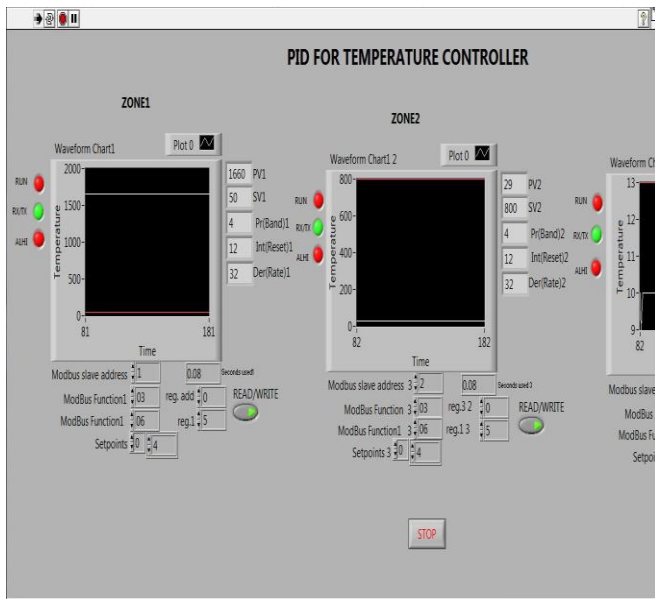 PID FOR TEMPERATURE CONTROLLER
ZONE1
Waveform Chart1
Plot 0
2000
1500
1000
500
0
Temperature
81
181
Time
RUN
RX/TX
ALHI
1660 PV1
50 SV1
4 Pr(Band)1
12 Int(Reset)1
32 Der(Rate)1
Modbus slave address 1
0.08 Seconds used1
ModBus Function1 03
reg. add 0
READ/WRITE
ModBus Function1 06
reg.1 5
Setpoints 0 4
ZONE2
Waveform Chart1 2
Plot 0
800
600
400
200
0
Temperature
82
182
Time
RUN
RX/TX
ALHI
29 PV2
800 SV2
4 Pr(Band)2
12 Int(Reset)2
32 Der(Rate)2
Modbus slave address 3 2
0.08 Seconds used 3
ModBus Function 3 03
reg.3 2 0
READ/WRITE
ModBus Function1 3 06
reg.1 3 5
Setpoints 3 0 4
Waveform Ch
13
12
11
10
9
Temperature
82
RUN
RX/TX
ALHI
Modbus slave
ModBus
ModBus Fu
Setpoi
STOP